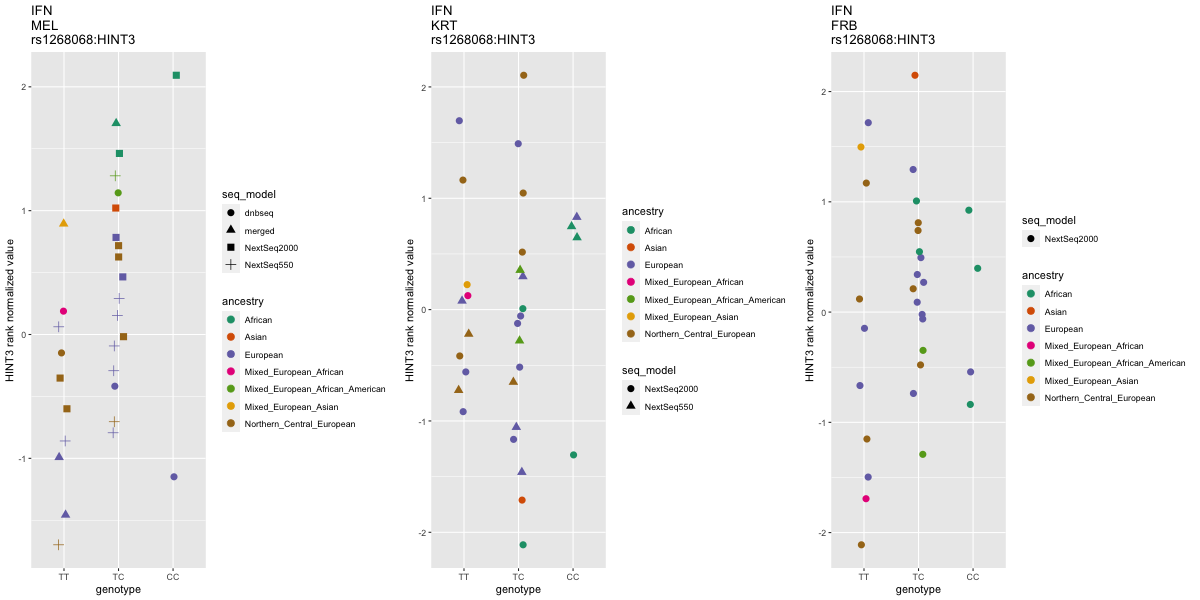 IFN
MEL
rs1268068:HINT3
HINT3 rank normalized value
2
1
0
-1
TT
TC
CC
genotype
seq_model
dnbseq
merged
NextSeq2000
NextSeq550
ancestry
African
Asian
European
Mixed_European_African
Mixed_European_African_American
Mixed_European_Asian
Northern_Central_European
IFN
KRT
rs1268068:HINT3
HINT3 rank normalized value
2
1
0
-1
-2
TT
TC
CC
genotype
ancestry
African
Asian
European
Mixed_European_African
Mixed_European_African_American
Mixed_European_Asian
Northern_Central_European
seq_model
NextSeq2000
NextSeq550
IFN
FRB
rs1268068:HINT3
HINT3 rank normalized value
2
1
0
-1
-2
TT
TC
CC
genotype
seq_model
NextSeq2000
ancestry
African
Asian
European
Mixed_European_African
Mixed_European_African_American
Mixed_European_Asian
Northern_Central_European